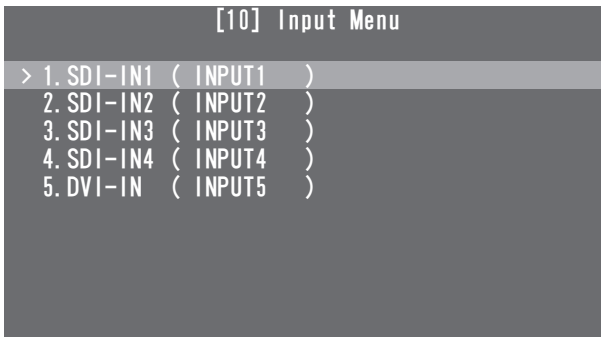 [10] Input Menu
> 1.SDI-IN1 ( INPUT1 )
2.SDI-IN2 ( INPUT2 )
3.SDI-IN3 ( INPUT3 )
4.SDI-IN4 ( INPUT4 )
5.DVI-IN ( INPUT5 )